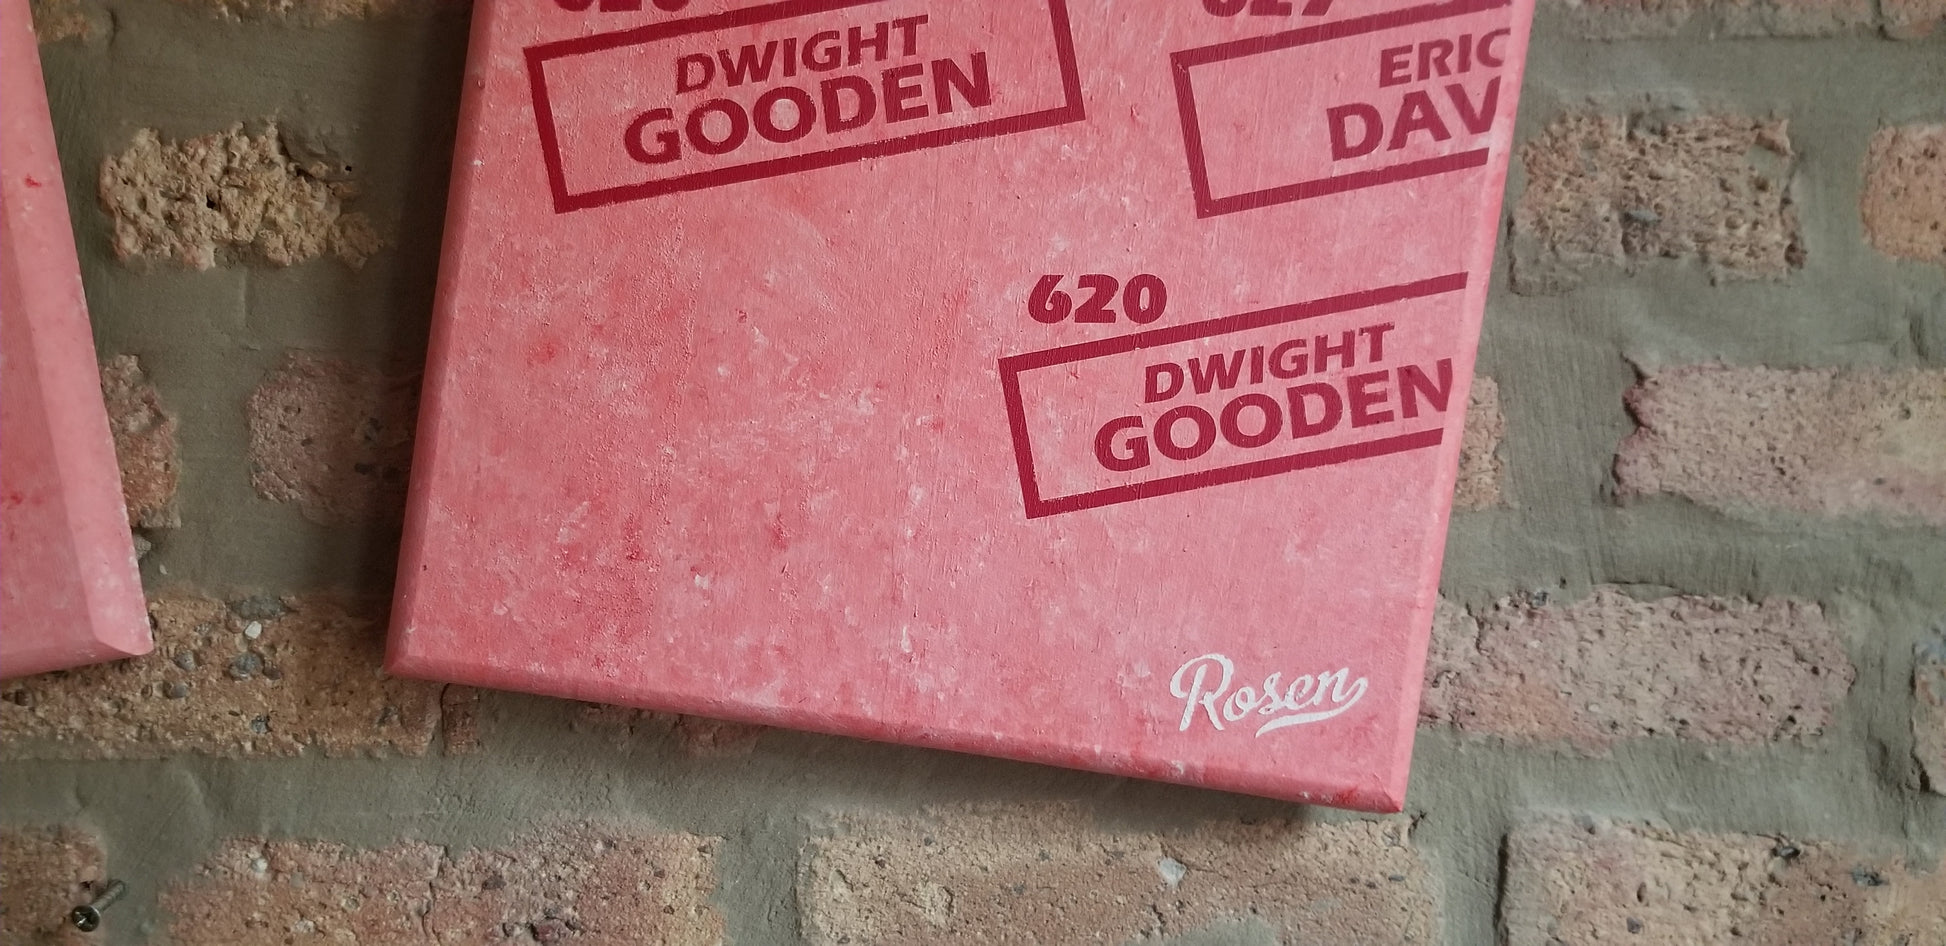 DWIGHT
GOODEN
ERIC
DAV
620
DWIGHT
GOODEN
Rosen